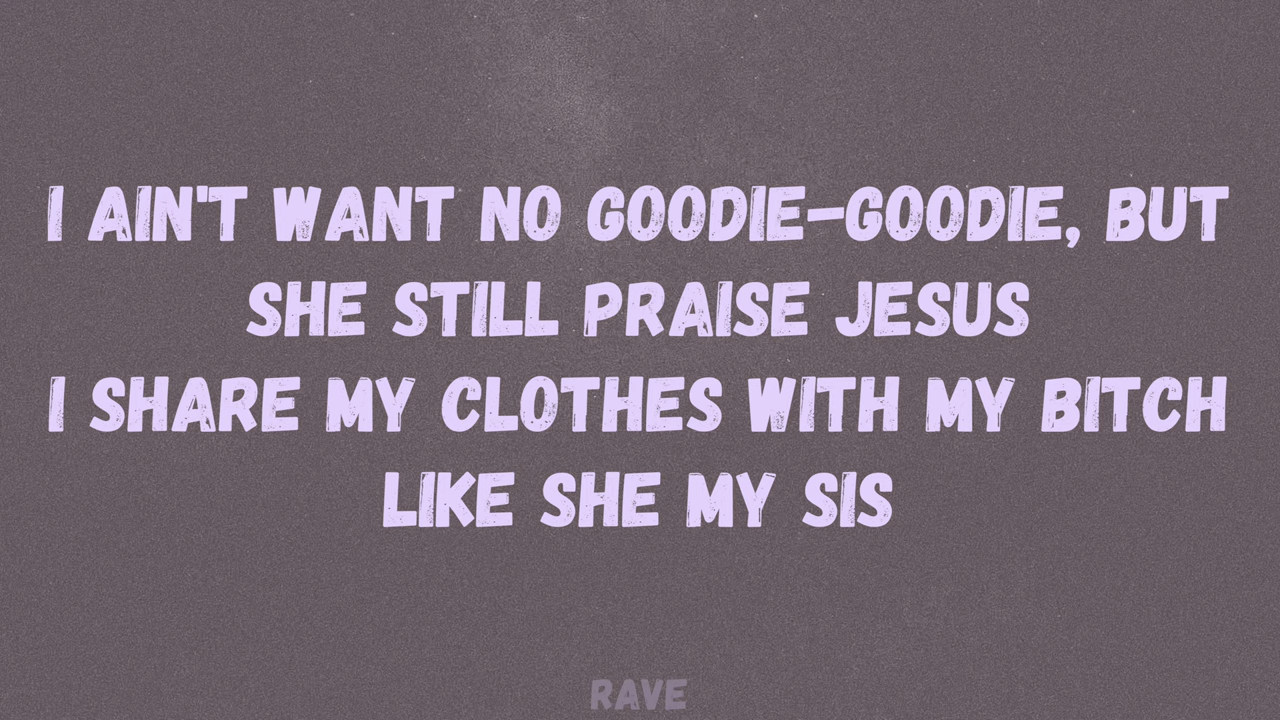 I AIN'T WANT NO GOODIE-GOODIE, BUT
SHE STILL PRAISE JESUS
I SHARE MY CLOTHES WITH MY BITCH
LIKE SHE MY SIS
RAVE